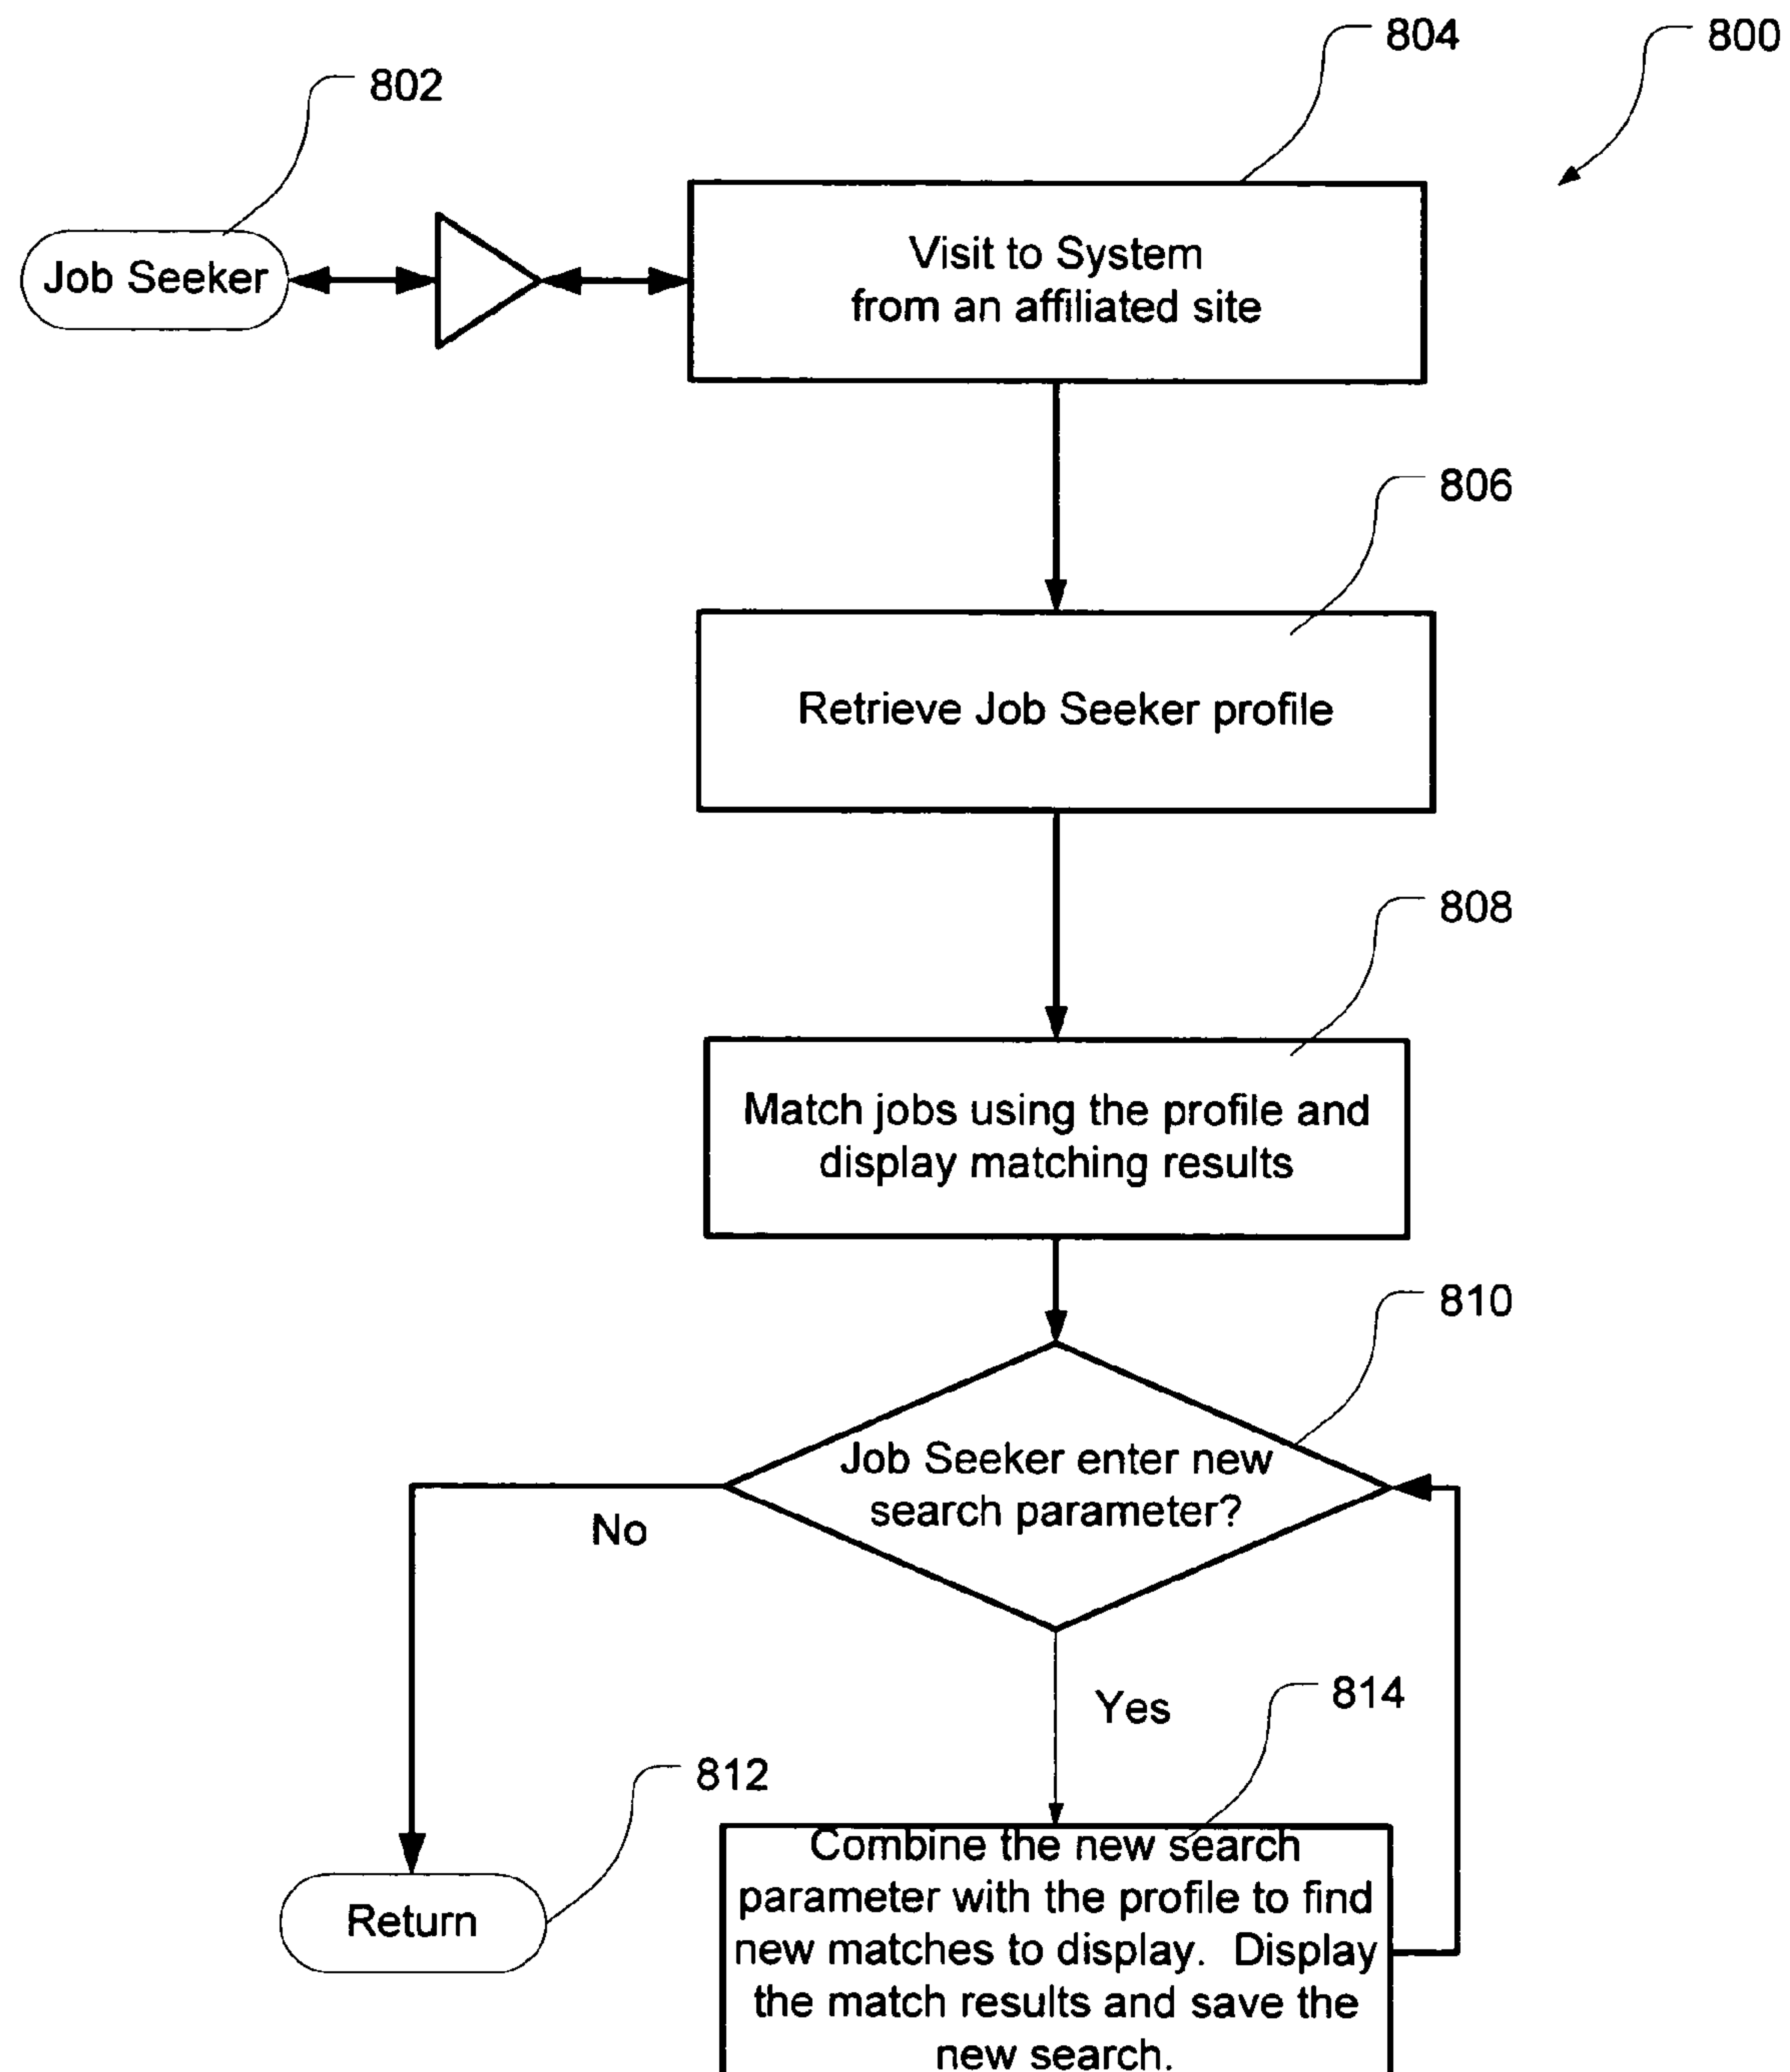 804
800
802
Job Seeker
Visit to System
from an affiliated site
806
Retrieve Job Seeker profile
808
Match jobs using the profile and
display matching results
810
Job Seeker enter new
search parameter?
No
Yes
814
812
Return
Combine the new search
parameter with the profile to find
new matches to display.  Display
the match results and save the
new search.